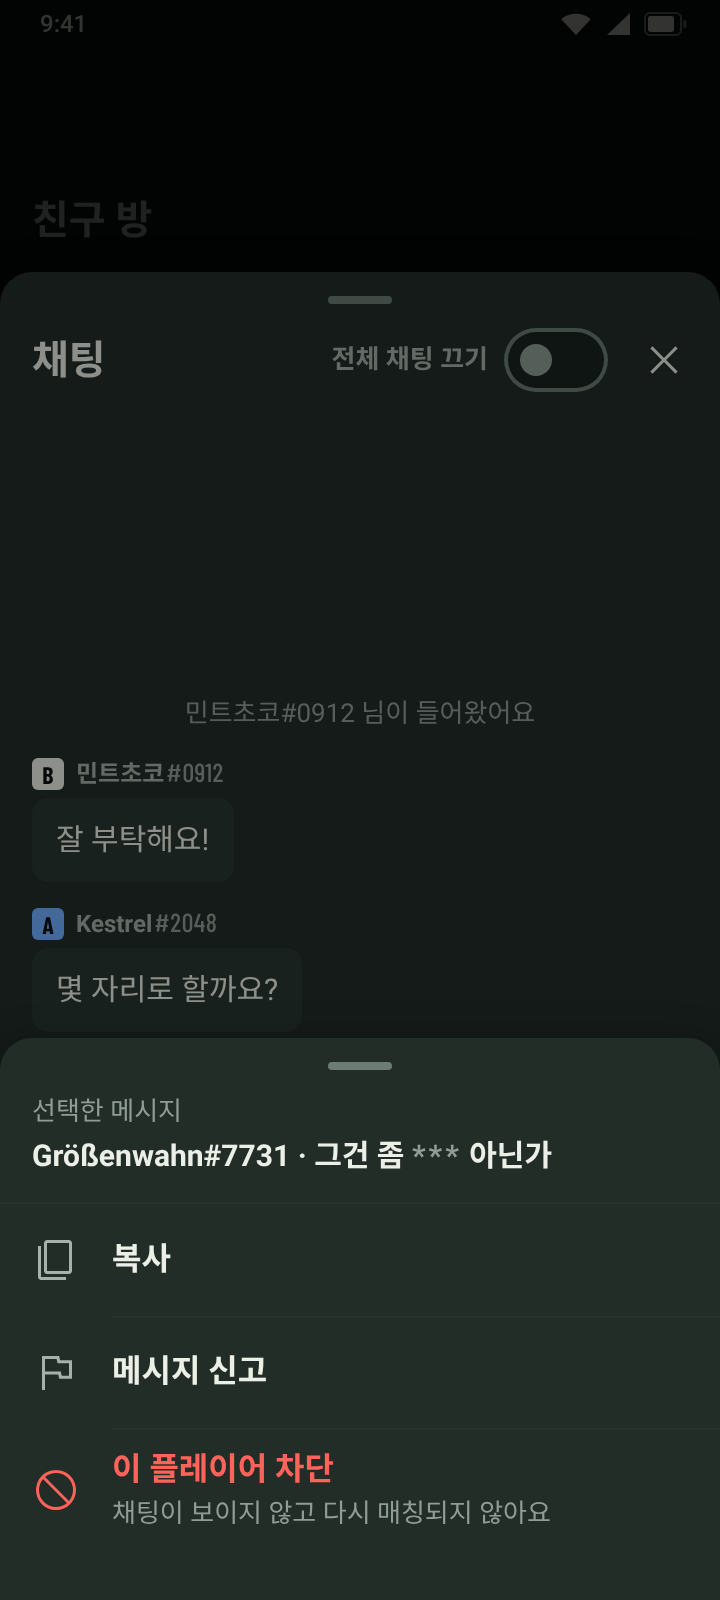 9:41
친구 방
채팅
전체 채팅 끄기
민트초코#0912 님이 들어왔어요
B 민트초코#0912
잘 부탁해요!
A Kestrel#2048
몇 자리로 할까요?
선택한 메시지
Größenwahn#7731 · 그건 좀 *** 아닌가
복사
메시지 신고
이 플레이어 차단
채팅이 보이지 않고 다시 매칭되지 않아요